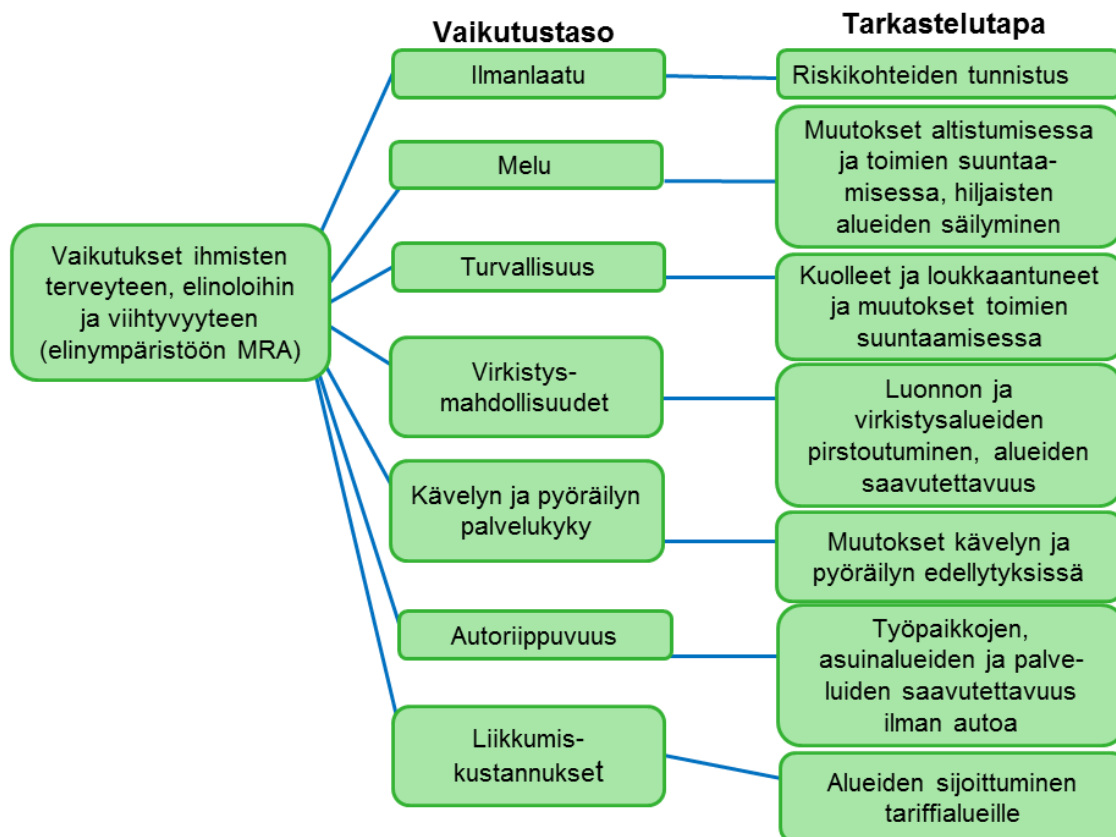 Vaikutustaso
Tarkastelutapa
Vaikutukset ihmisten
terveyteen, elinoloihin
ja viihtyvyyteen
(elinympäristöön MRA)
Ilmanlaatu
Riskikohteiden tunnistus
Melu
Muutokset altistumisessa
ja toimien suuntaa-
misessa, hiljaisten
alueiden säilyminen
Turvallisuus
Kuolleet ja loukkaantuneet
ja muutokset toimien
suuntaamisessa
Virkistys-
mahdollisuudet
Luonnon ja
virkistysalueiden
pirstoutuminen, alueiden
saavutettavuus
Kävelyn ja pyöräilyn
palvelukyky
Muutokset kävelyn ja
pyöräilyn edellytyksissä
Autoriippuvuus
Työpaikkojen,
asuinalueiden ja palve-
luiden saavutettavuus
ilman autoa
Liikkumis-
kustannukset
Alueiden sijoittuminen
tariffialueille